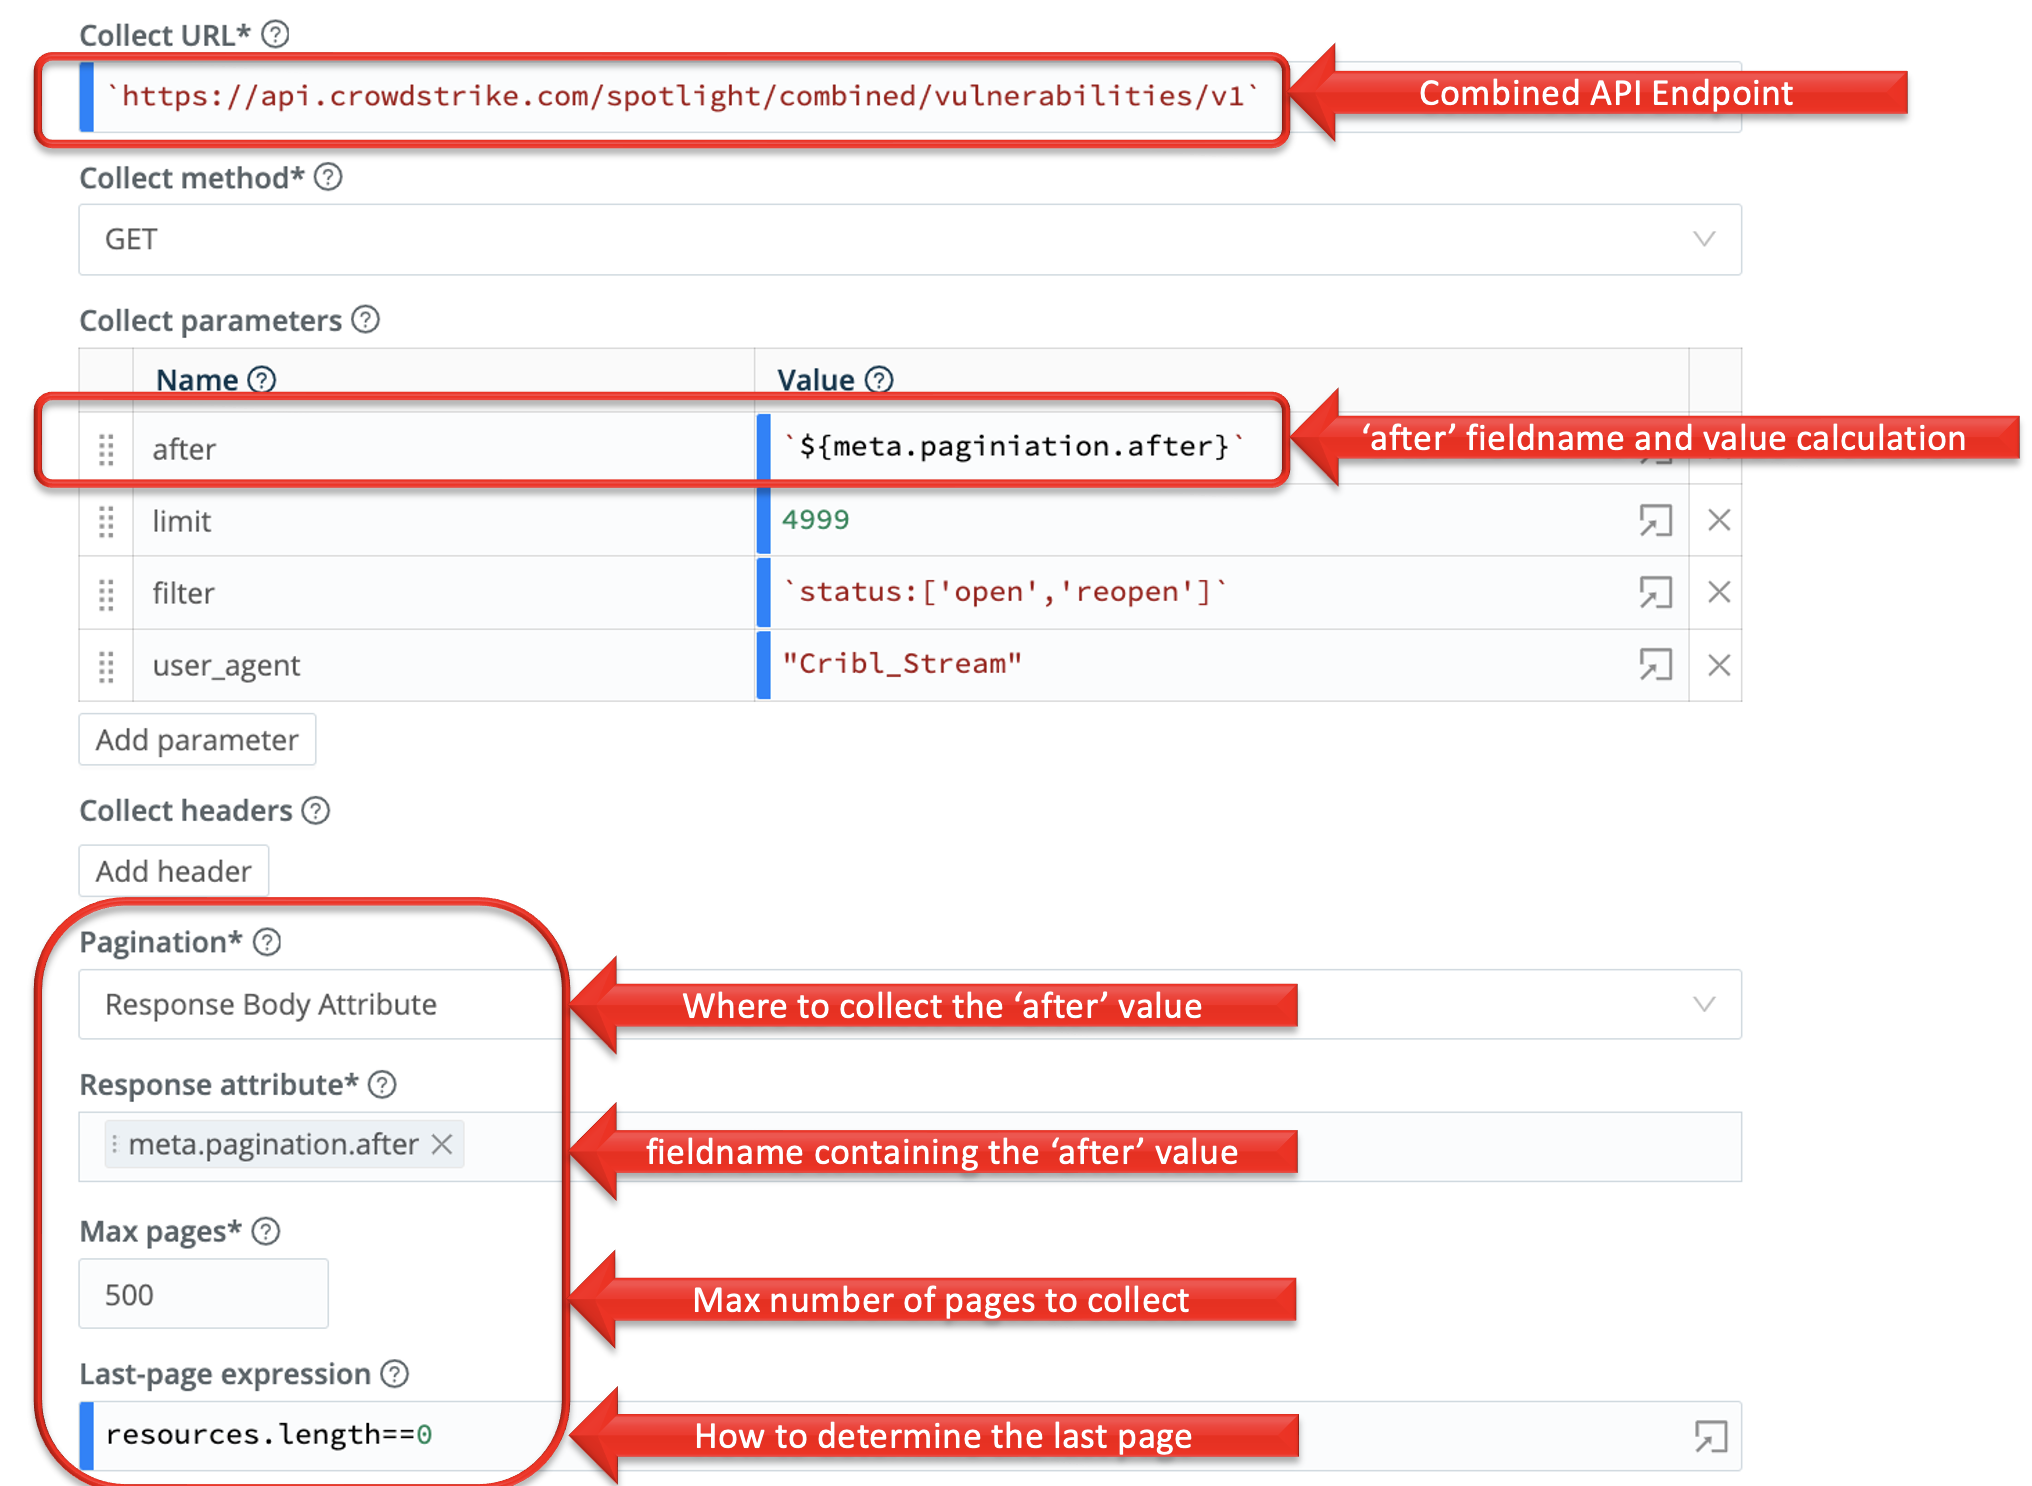 Collect URL* ?
`https://api.crowdstrike.com/spotlight/combined/vulnerabilities/v1`
Combined API Endpoint
Collect method* ?
GET
Collect parameters ?
Name ? Value ?
after `${meta.paginiation.after}`
‘after’ fieldname and value calculation
limit 4999
filter `status:['open','reopen']`
user_agent "Cribl_Stream"
Add parameter
Collect headers ?
Add header
Pagination* ?
Response Body Attribute
Where to collect the ‘after’ value
Response attribute* ?
meta.pagination.after
fieldname containing the ‘after’ value
Max pages* ?
500
Max number of pages to collect
Last-page expression ?
resources.length==0
How to determine the last page